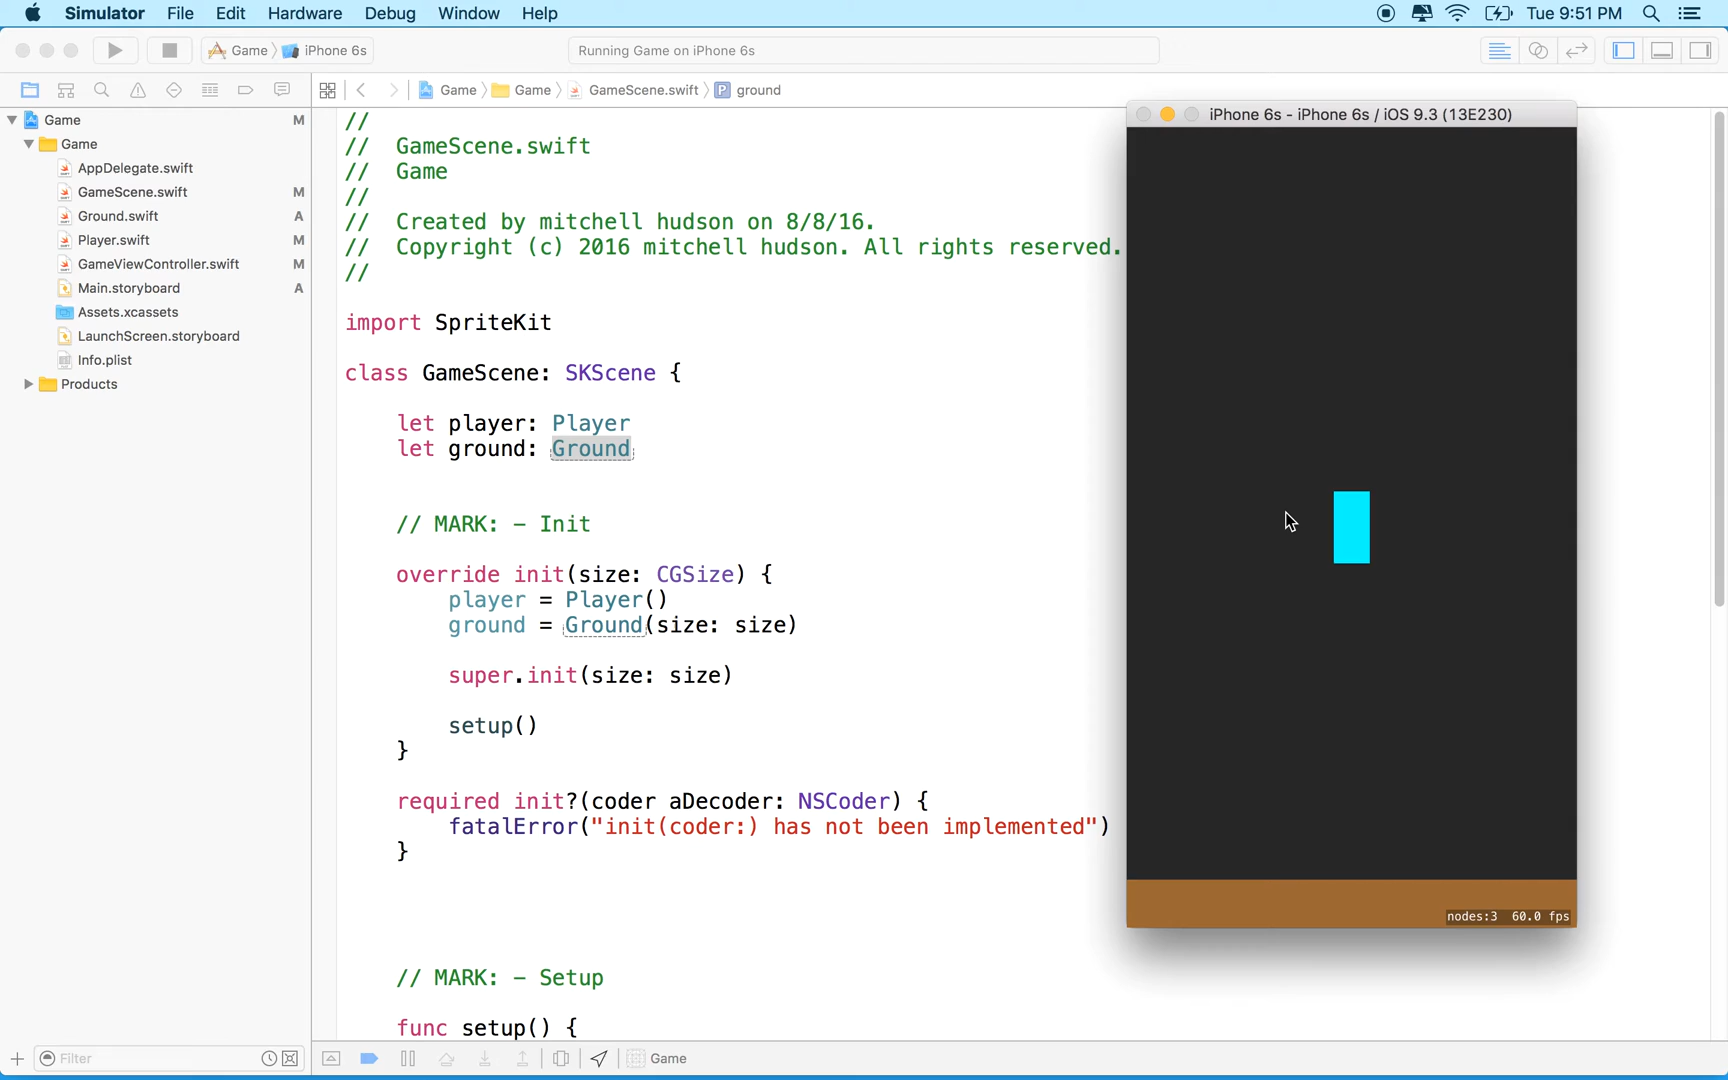 Simulator File Edit Hardware Debug Window Help Tue 9:51 PM
Game iPhone 6s Running Game on iPhone 6s
Game Game GameScene.swift P ground
Game M
Game
AppDelegate.swift
GameScene.swift M
Ground.swift A
Player.swift M
GameViewController.swift M
Main.storyboard A
Assets.xcassets
LaunchScreen.storyboard
Info.plist
Products
Filter
//
// GameScene.swift
// Game
//
// Created by mitchell hudson on 8/8/16.
// Copyright (c) 2016 mitchell hudson. All rights reserved.
//
import SpriteKit
class GameScene: SKScene {
let player: Player
let ground: Ground
// MARK: - Init
override init(size: CGSize) {
player = Player()
ground = Ground(size: size)
super.init(size: size)
setup()
}
required init?(coder aDecoder: NSCoder) {
fatalError("init(coder:) has not been implemented")
}
// MARK: - Setup
func setup() {
Game
iPhone 6s - iPhone 6s / iOS 9.3 (13E230)
nodes:3 60.0 fps